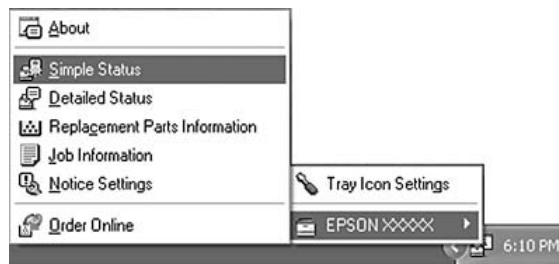 About
Simple Status
Detailed Status
Replacement Parts Information
Job Information
Notice Settings
Order Online
Tray Icon Settings
EPSON XXXXX
6:10 PM